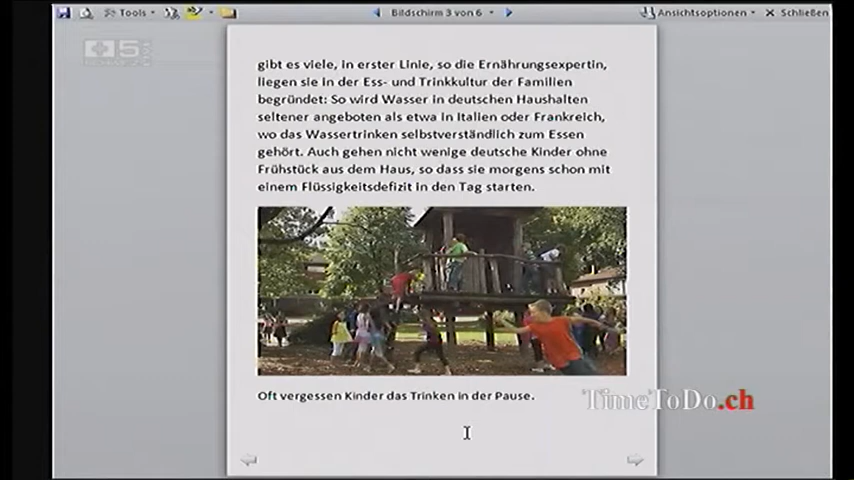 Tools
Bildschirm 3 von 6
Ansichtsoptionen
Schließen
5
gibt es viele, in erster Linie, so die Ernährungsexpertin,
liegen sie in der Ess- und Trinkkultur der Familien
begründet: So wird Wasser in deutschen Haushalten
seltener angeboten als etwa in Italien oder Frankreich,
wo das Wassertrinken selbstverständlich zum Essen
gehört. Auch gehen nicht wenige deutsche Kinder ohne
Frühstück aus dem Haus, so dass sie morgens schon mit
einem Flüssigkeitsdefizit in den Tag starten.
Oft vergessen Kinder das Trinken in der Pause.
TimeToDo.ch